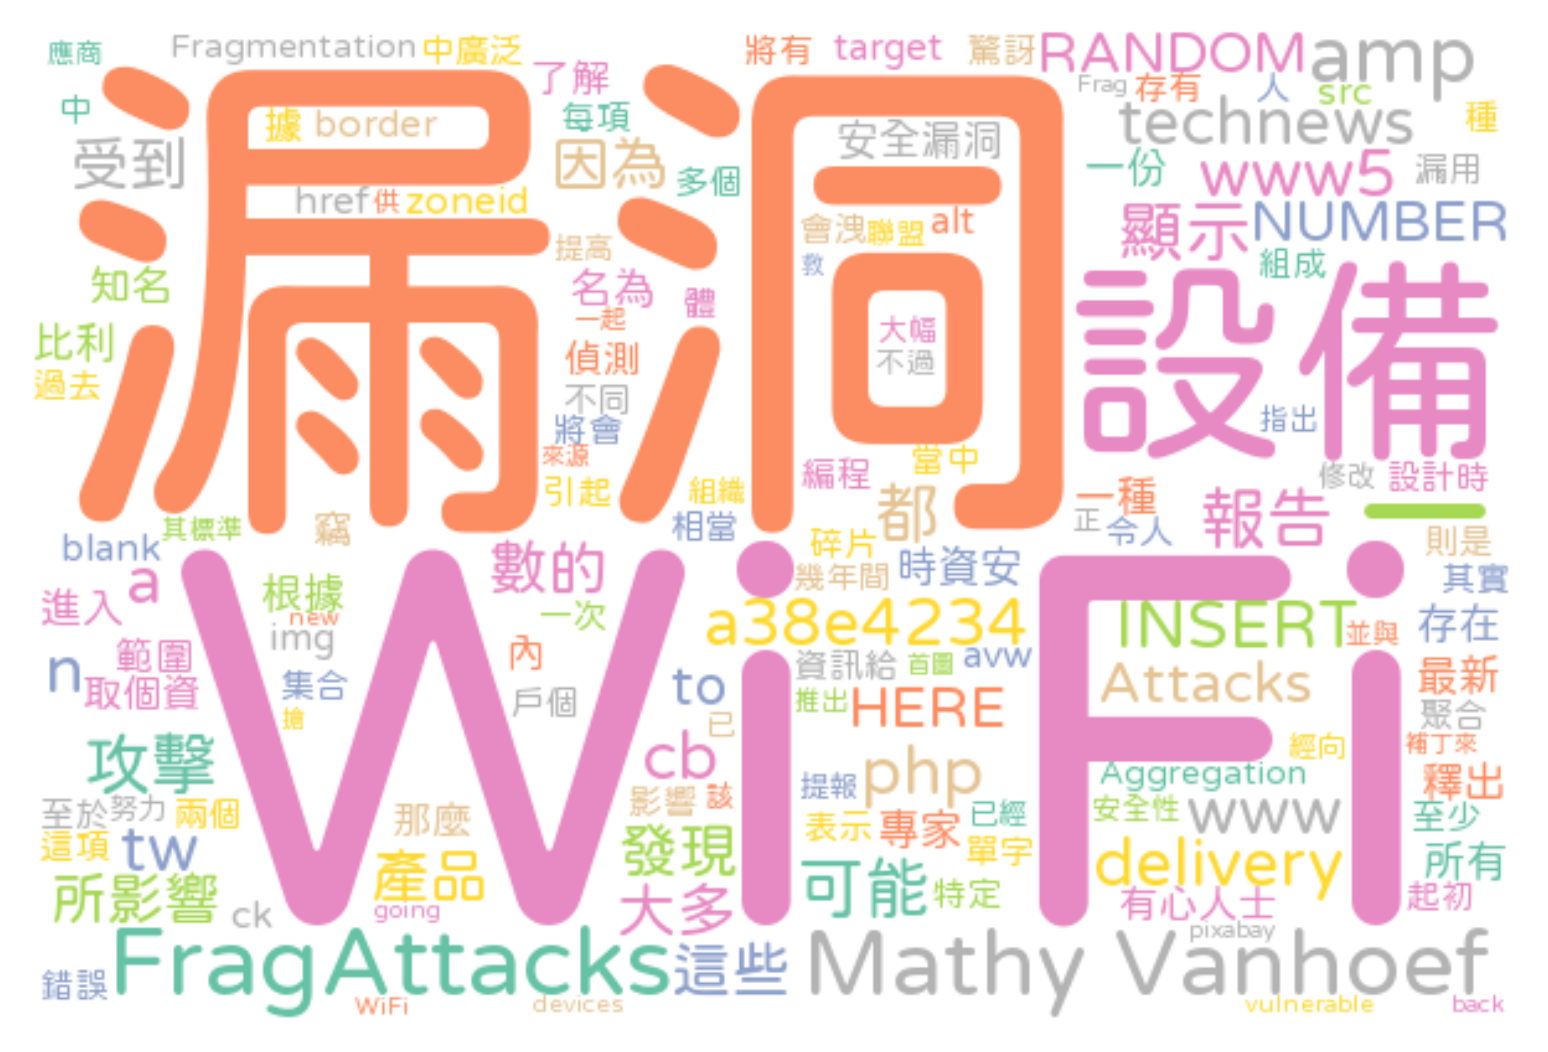 應商 Fragmentation 中廣泛 將有 target 驚訝 RANDOM amp
中 了解 Frag 存有 人 src
據 border 每項 安全漏洞 technews 種
受到 因為 多個 一份 www5 漏用
href 供 zoneid 會洩 聯盟 alt 顯示 NUMBER
漏洞 提高 救 組成
知名 名為 體 設備
比利 一起 大幅
過去 偵測 不過
不同
將會 指出
來源 當中
引起 組織 編程 修改 設計時
都 一種 報告 一
其標準 竊 相當 正 令人
blank 數的 碎片 時資安 則是
a 幾年間 其實
進入 根據 new 一次 a38e4234 INSERT 並與 存在
WiFi
img 內 資訊給 首圖 avw
n 範圍 取個資 集合 to HERE Attacks 最新
搶 戶個 已 推出 聚合
攻擊 cb php 經向 補丁來
提報 Aggregation 釋出
至於 努力 兩個 那麼 影響 該 已經 安全性 www 至少
這項 tw 發現 表示 專家 單字
產品 delivery 所有
所影響 ck going 大多 可能 特定 有心人士 起初
pixabay
錯誤 FragAttacks 這些 Mathy Vanhoef
WiFi devices vulnerable back